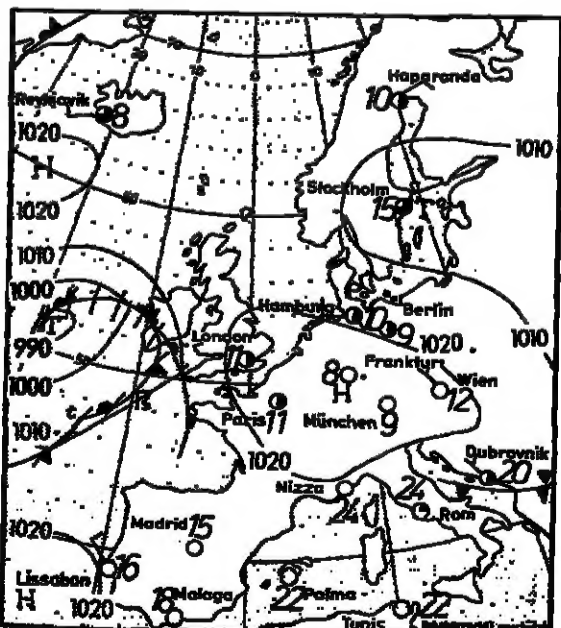 Haparanda
10
Reykjavik
8
1020
1010
H
Stockholm
15
1020
1010
1000
Hamburg
10
Berlin
9
T
990
London
1020
1010
Frankfurt
8
H
Wien
12
1000
Paris 11
München
9
1010
1020
Dubrovnik
20
Nizza
24
24
Rom
Madrid 15
1020
16
Lissabon
H
1020
Malaga
22 Palma
Tunis
22